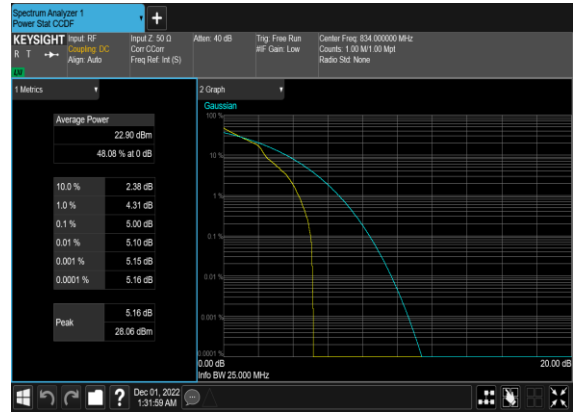 Spectrum Analyzer 1
Power Stat CCDF
KEYSIGHT
R T
LXI
Input: RF
Coupling: DC
Align: Auto
Input Z: 50 Ω
Corr CCorr
Freq Ref: Int (S)
Atten: 40 dB
Trig: Free Run
#IF Gain: Low
Center Freq: 834.000000 MHz
Counts: 1.00 M/1.00 Mpt
Radio Std: None
1 Metrics
Average Power
22.90 dBm
48.08 % at 0 dB
10.0 % 2.38 dB
1.0 % 4.31 dB
0.1 % 5.00 dB
0.01 % 5.10 dB
0.001 % 5.15 dB
0.0001 % 5.16 dB
Peak
5.16 dB
28.06 dBm
2 Graph
Gaussian
100 %
10 %
1 %
0.1 %
0.01 %
0.001 %
0.0001 %
0.00 dB
20.00 dB
Info BW 25.000 MHz
?
Dec 01, 2022
1:31:59 AM